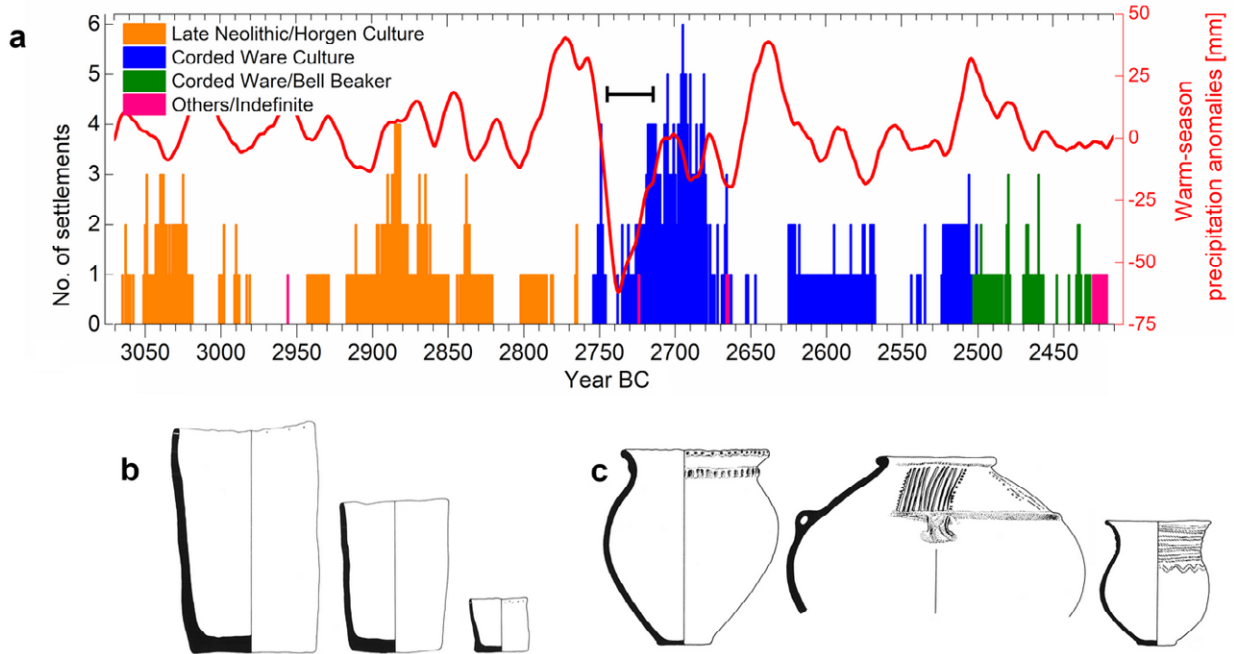 a
6
5
4
3
2
1
0
No. of settlements
Late Neolithic/Horgen Culture
Corded Ware Culture
Corded Ware/Bell Beaker
Others/Indefinite
50
25
0
-25
-50
-75
Warm-season
precipitation anomalies [mm]
3050 3000 2950 2900 2850 2800 2750 2700 2650 2600 2550 2500 2450
Year BC
b
c